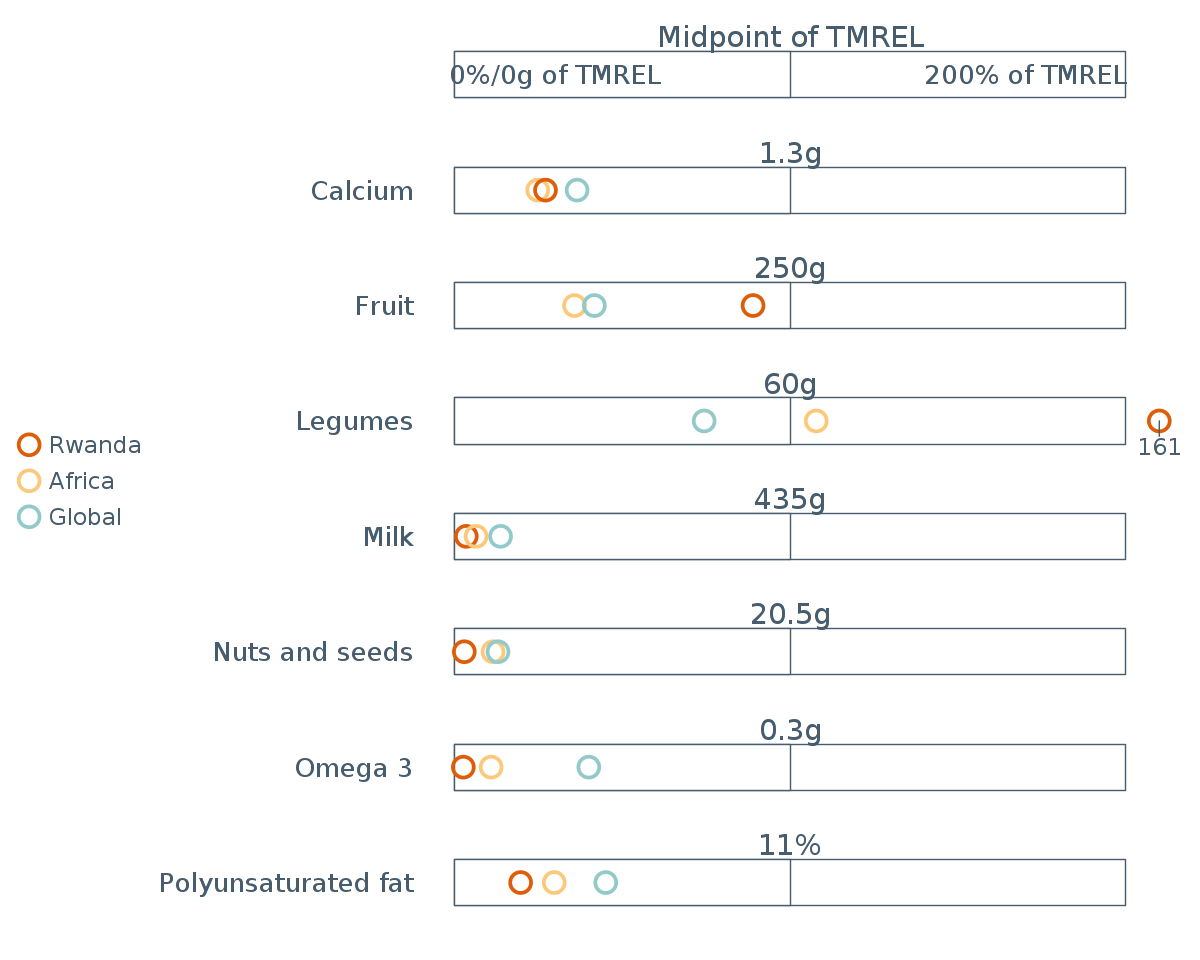 Midpoint of TMREL
0%/0g of TMREL
200% of TMREL
1.3g
Calcium
250g
Fruit
60g
Legumes
161
Rwanda
Africa
Global
435g
Milk
20.5g
Nuts and seeds
0.3g
Omega 3
11%
Polyunsaturated fat